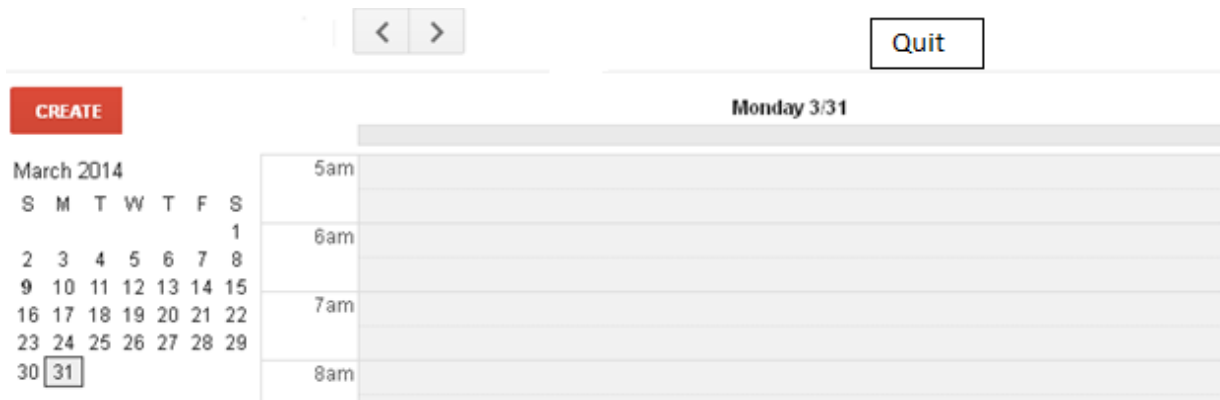 Quit
CREATE
Monday 3/31
March 2014
S M T W T F S
1
2 3 4 5 6 7 8
9 10 11 12 13 14 15
16 17 18 19 20 21 22
23 24 25 26 27 28 29
30 31
5am
6am
7am
8am